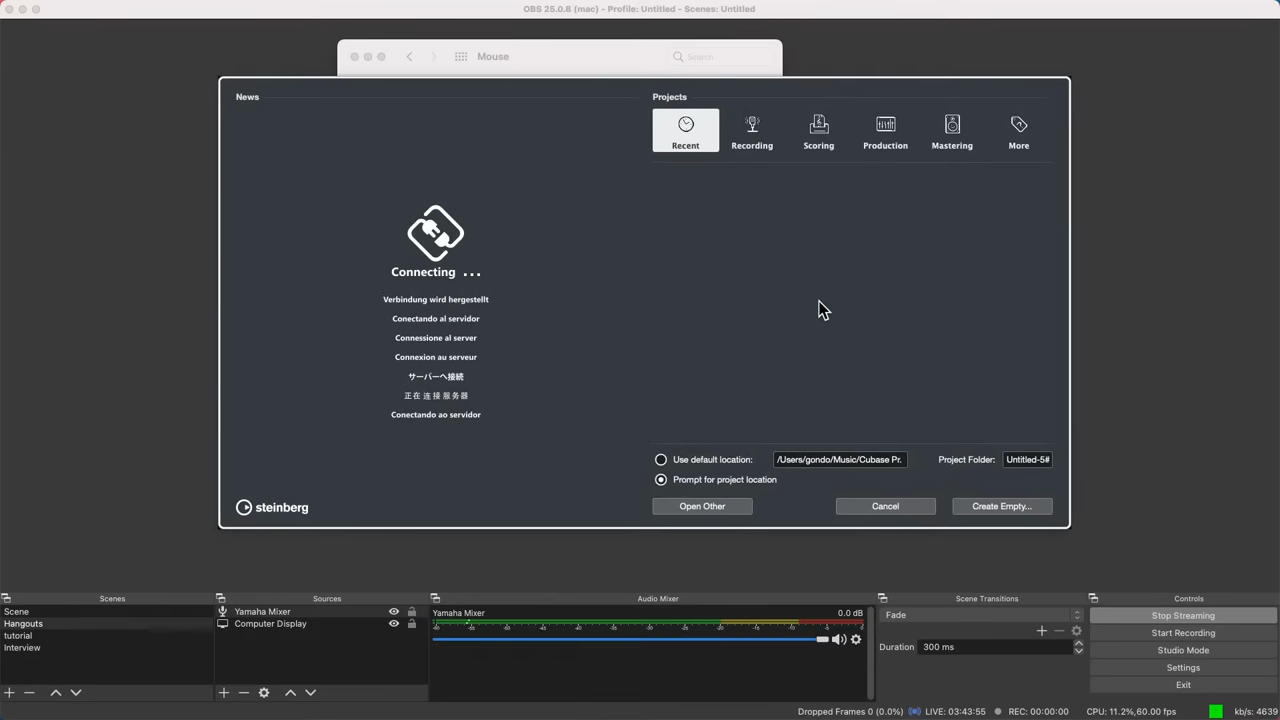 OBS 25.0.8 (mac) - Profile: Untitled - Scenes: Untitled
Mouse
Search
News
Projects
Recent
Recording
Scoring
Production
Mastering
More
Connecting ...
Verbindung wird hergestellt
Conectando al servidor
Connessione al server
Connexion au serveur
サーバーへ接続
正在连接服务器
Conectando ao servidor
Use default location:
/Users/gondo/Music/Cubase Pr.
Project Folder:
Untitled-5#
Prompt for project location
steinberg
Open Other
Cancel
Create Empty...
Scenes
Sources
Audio Mixer
Scene Transitions
Controls
Scene
Hangouts
tutorial
Interview
Yamaha Mixer
Computer Display
Yamaha Mixer
0.0 dB
Fade
Duration
300 ms
Stop Streaming
Start Recording
Studio Mode
Settings
Exit
Dropped Frames 0 (0.0%)
LIVE: 03:43:55
REC: 00:00:00
CPU: 11.2%,60.00 fps
kb/s: 4639